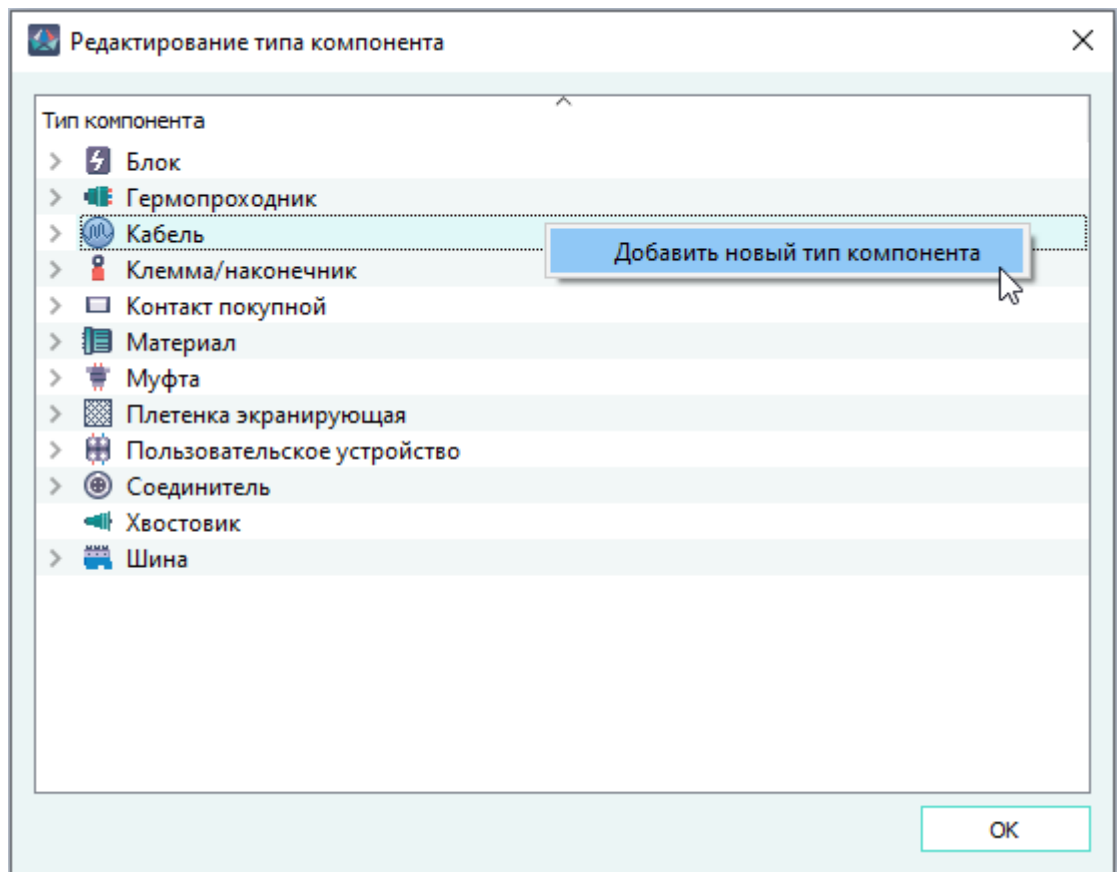 Редактирование типа компонента
Тип компонента
Блок
Гермопроходник
Кабель
Добавить новый тип компонента
Клемма/наконечник
Контакт покупной
Материал
Муфта
Плетенка экранирующая
Пользовательское устройство
Соединитель
Хвостовик
Шина
OK